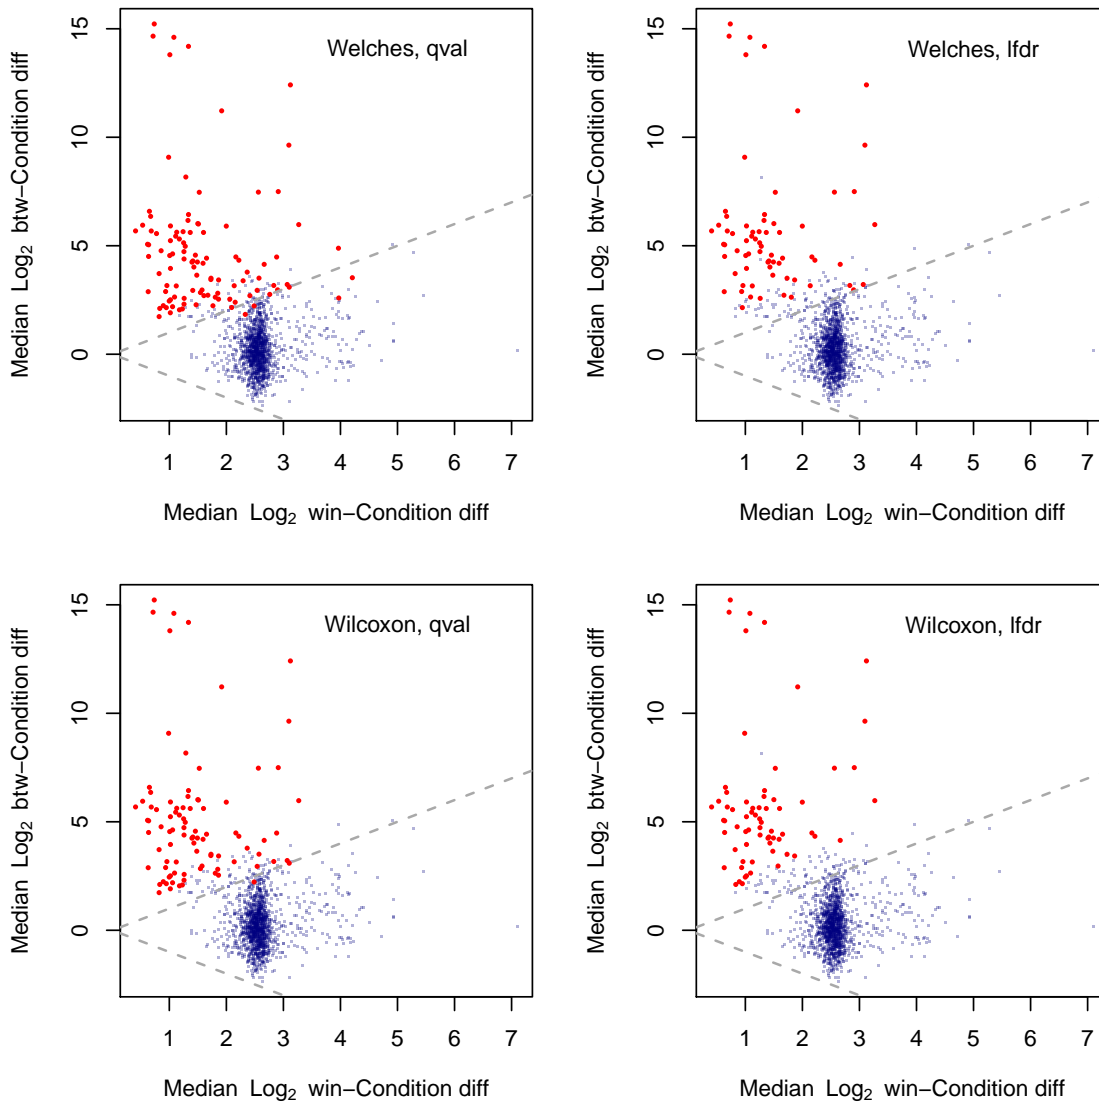 Welches, qval
Median Log₂ btw−Condition diff
0 5 10 15
1 2 3 4 5 6 7
Median Log₂ win−Condition diff
Welches, lfdr
Median Log₂ btw−Condition diff
0 5 10 15
1 2 3 4 5 6 7
Median Log₂ win−Condition diff
Wilcoxon, qval
Median Log₂ btw−Condition diff
0 5 10 15
1 2 3 4 5 6 7
Median Log₂ win−Condition diff
Wilcoxon, lfdr
Median Log₂ btw−Condition diff
0 5 10 15
1 2 3 4 5 6 7
Median Log₂ win−Condition diff